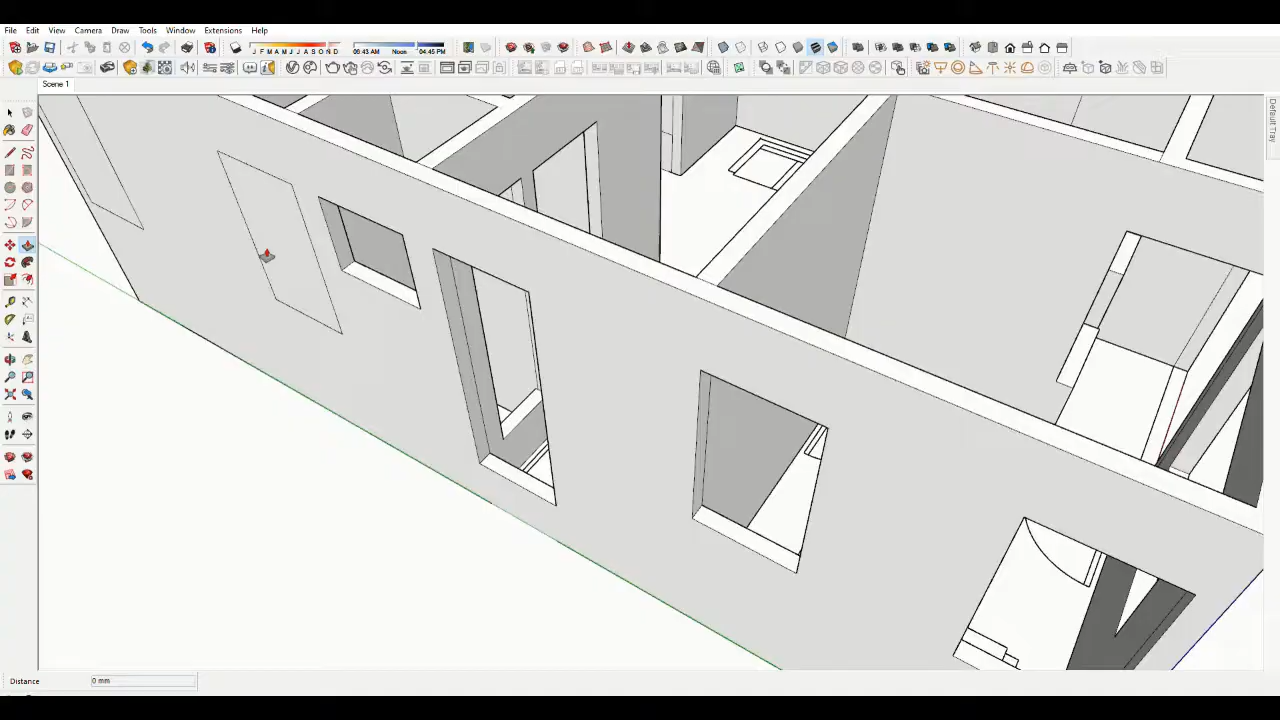 File Edit View Camera Draw Tools Window Extensions Help
J F M A M J J A S O N D 06:43 AM Noon 04:45 PM
Scene 1
Default Tray
Distance 0 mm